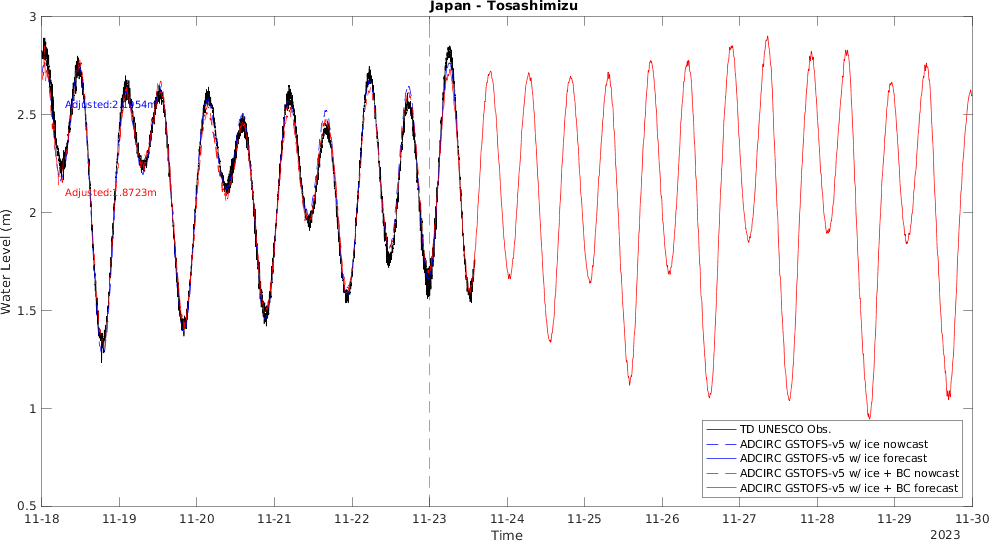 Japan - Tosashimizu
3
2.5
2
1.5
1
0.5
Water Level (m)
Adjusted:1.8723m
TD UNESCO Obs.
ADCIRC GSTOFS-v5 w/ ice nowcast
ADCIRC GSTOFS-v5 w/ ice forecast
ADCIRC GSTOFS-v5 w/ ice + BC nowcast
ADCIRC GSTOFS-v5 w/ ice + BC forecast
11-18 11-19 11-20 11-21 11-22 11-23 11-24 11-25 11-26 11-27 11-28 11-29 11-30
Time
2023